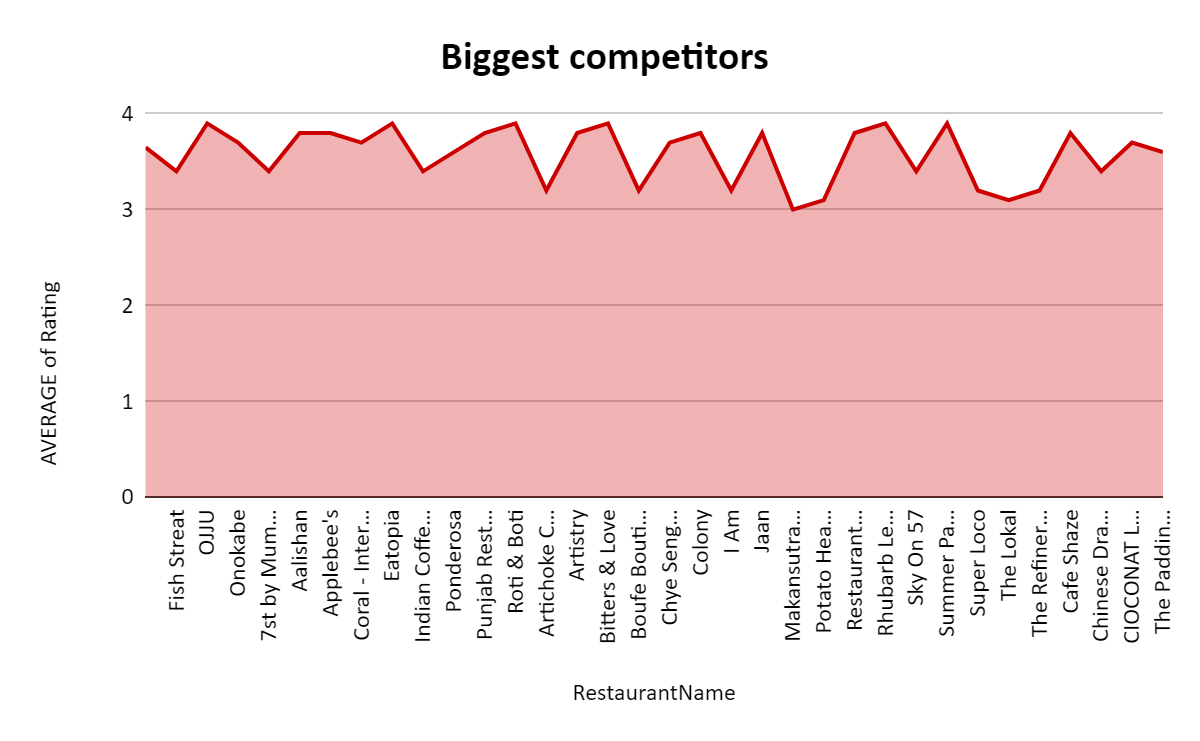 Biggest competitors
4
3
2
1
0
AVERAGE of Rating
Fish Streat
OJJU
Onokabe
7st by Mum...
Aalishan
Applebee's
Coral - Inter...
Eatopia
Indian Coffe...
Ponderosa
Punjab Rest...
Roti & Boti
Artichoke C...
Artistry
Bitters & Love
Boufe Bouti...
Chye Seng...
Colony
I Am
Jaan
Makansutra...
Potato Hea...
Restaurant...
Rhubarb Le...
Sky On 57
Summer Pa...
Super Loco
The Lokal
The Refiner...
Cafe Shaze
Chinese Dra...
CIOCONAT L...
The Paddin...
RestaurantName